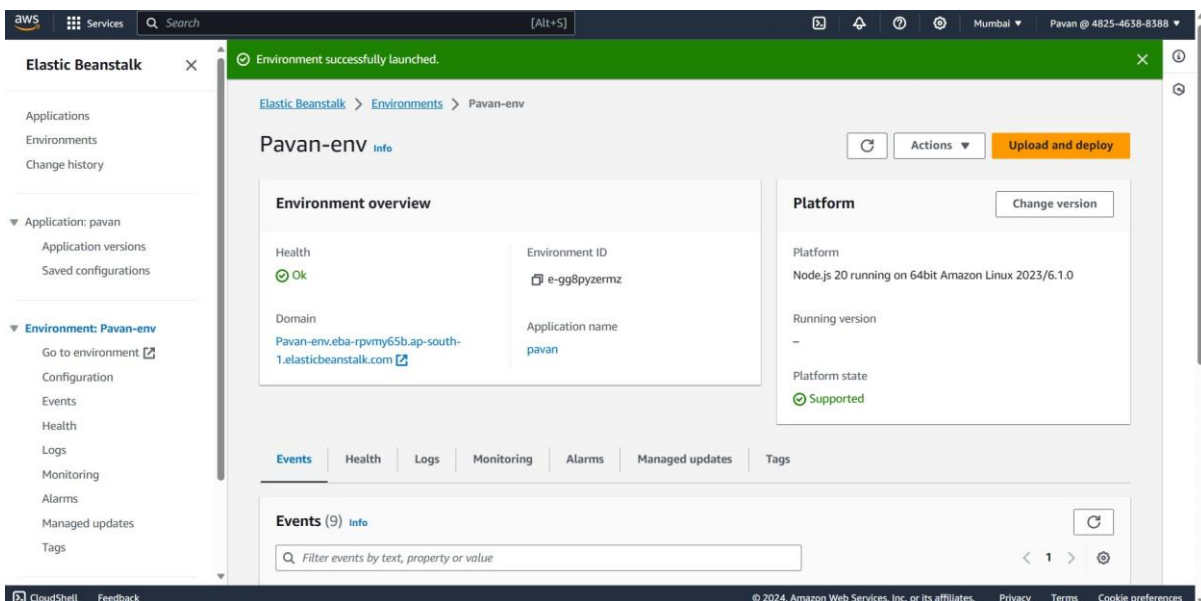 aws
Services
Search
[Alt+S]
Mumbai ▼
Pavan @ 4825-4638-8388 ▼
Elastic Beanstalk
Applications
Environments
Change history
▼ Application: pavan
Application versions
Saved configurations
▼ Environment: Pavan-env
Go to environment
Configuration
Events
Health
Logs
Monitoring
Alarms
Managed updates
Tags
Environment successfully launched.
Elastic Beanstalk > Environments > Pavan-env
Pavan-env Info
Actions ▼
Upload and deploy
Environment overview
Health
Ok
Domain
Pavan-env.eba-rpvmy65b.ap-south-
1.elasticbeanstalk.com
Environment ID
e-gg8pyzermz
Application name
pavan
Platform
Change version
Platform
Node.js 20 running on 64bit Amazon Linux 2023/6.1.0
Running version
–
Platform state
Supported
Events Health Logs Monitoring Alarms Managed updates Tags
Events (9) Info
Filter events by text, property or value
< 1 >
CloudShell Feedback
© 2024, Amazon Web Services, Inc. or its affiliates. Privacy Terms Cookie preferences